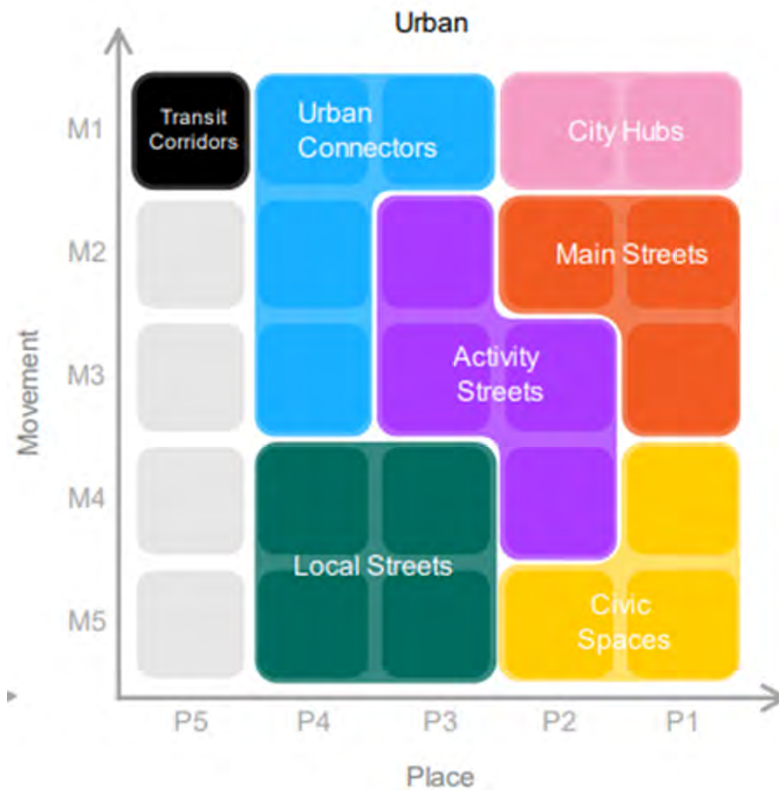 Urban
M1
Transit
Corridors
Urban
Connectors
City Hubs
M2
Main Streets
Movement
M3
Activity
Streets
M4
Local Streets
M5
Civic
Spaces
P5
P4
P3
P2
P1
Place